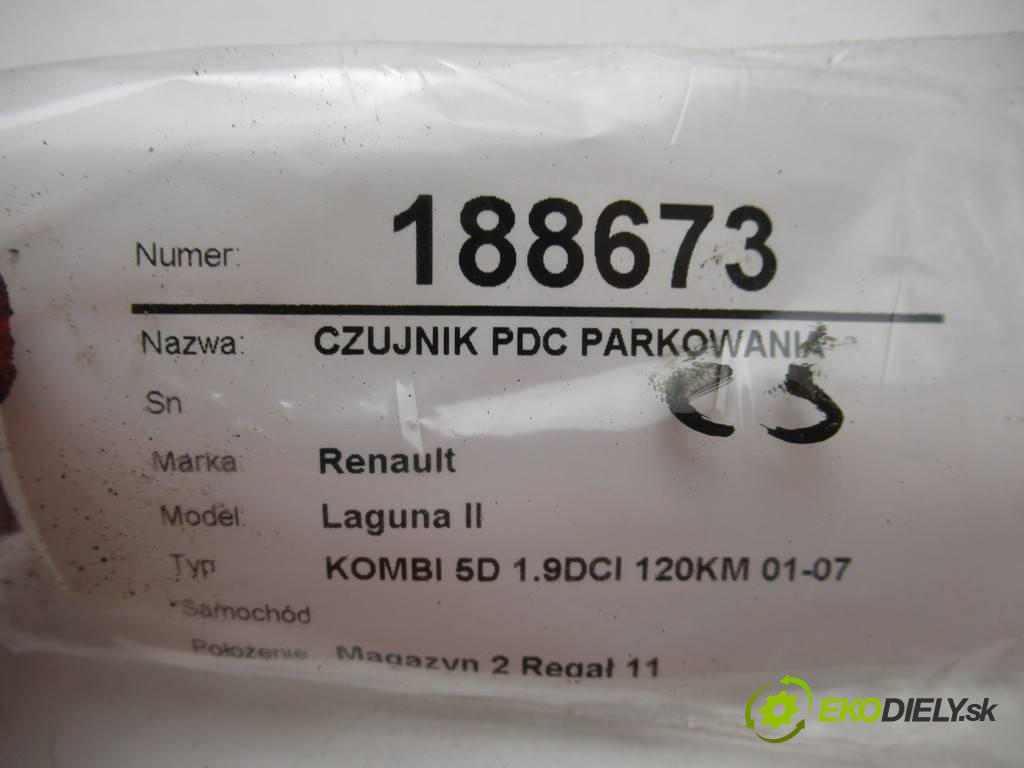 Numer: 188673
Nazwa: CZUJNIK PDC PARKOWANIA
Sn
Marka: Renault
Model: Laguna II
Typ KOMBI 5D 1.9DCI 120KM 01-07
Samochód
Położenie Magazyn 2 Regał 11
EKODIELY.sk